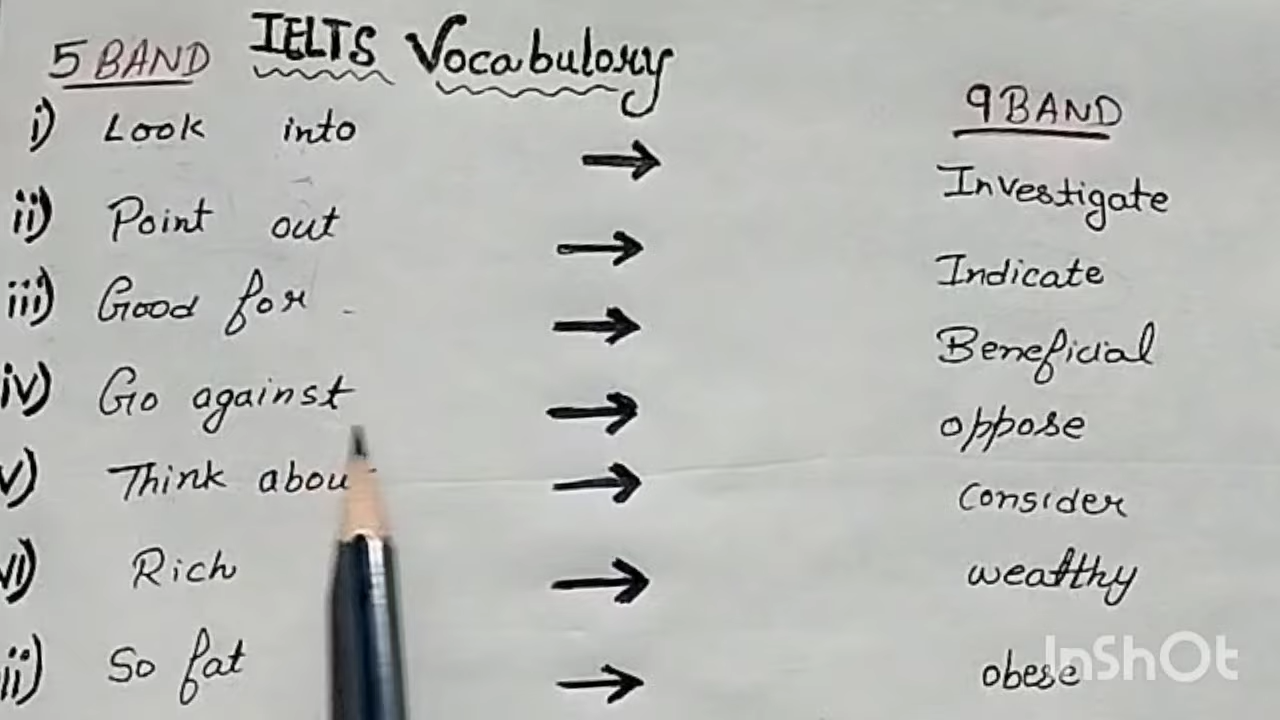 5 BAND IELTS Vocabulory
9 BAND
i) Look into → Investigate
ii) Point out → Indicate
iii) Good for → Beneficial
iv) Go against → oppose
v) Think abou → Consider
vi) Rich → wealthy
ii) So fat → obese
InShOt